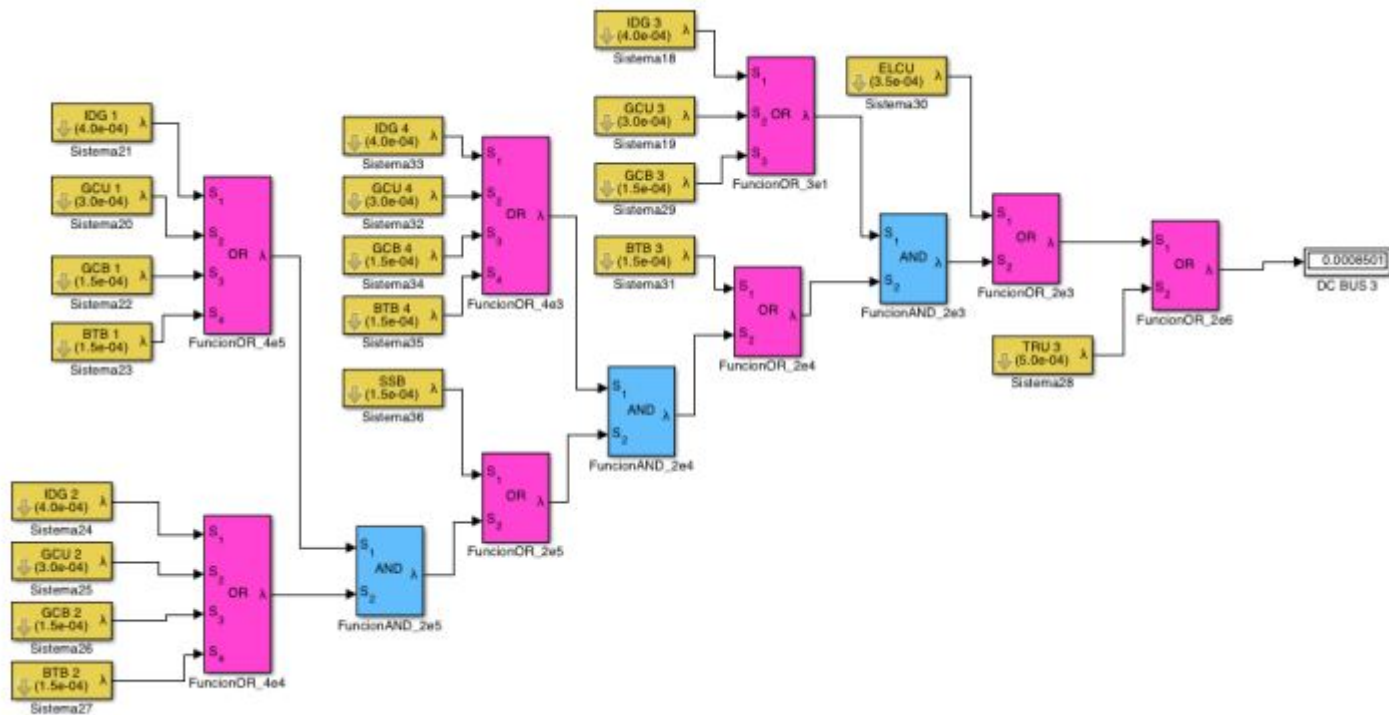 IDG 3
(4.0e-04)
λ
Sistema18
GCU 3
(3.0e-04)
λ
Sistema19
GCB 3
(1.5e-04)
λ
Sistema29
S1
S2
S3
OR
λ
FuncionOR_3e1
ELCU
(3.5e-04)
λ
Sistema30
IDG 1
(4.0e-04)
λ
Sistema21
GCU 1
(3.0e-04)
λ
Sistema20
GCB 1
(1.5e-04)
λ
Sistema22
BTB 1
(1.5e-04)
λ
Sistema23
S1
S2
S3
S4
OR
λ
FuncionOR_4e5
IDG 4
(4.0e-04)
λ
Sistema33
GCU 4
(3.0e-04)
λ
Sistema32
GCB 4
(1.5e-04)
λ
Sistema34
BTB 4
(1.5e-04)
λ
Sistema35
S1
S2
S3
S4
OR
λ
FuncionOR_4e3
BTB 3
(1.5e-04)
λ
Sistema31
S1
S2
OR
λ
FuncionOR_2e4
S1
S2
AND
λ
FuncionAND_2e3
S1
S2
OR
λ
FuncionOR_2e3
S1
S2
OR
λ
FuncionOR_2e6
0.0008501
DC BUS 3
TRU 3
(5.0e-04)
λ
Sistema28
SSB
(1.5e-04)
λ
Sistema36
S1
S2
AND
λ
FuncionAND_2e4
S1
S2
OR
λ
FuncionOR_2e5
IDG 2
(4.0e-04)
λ
Sistema24
GCU 2
(3.0e-04)
λ
Sistema25
GCB 2
(1.5e-04)
λ
Sistema26
BTB 2
(1.5e-04)
λ
Sistema27
S1
S2
S3
S4
OR
λ
FuncionOR_4e4
S1
S2
AND
λ
FuncionAND_2e5